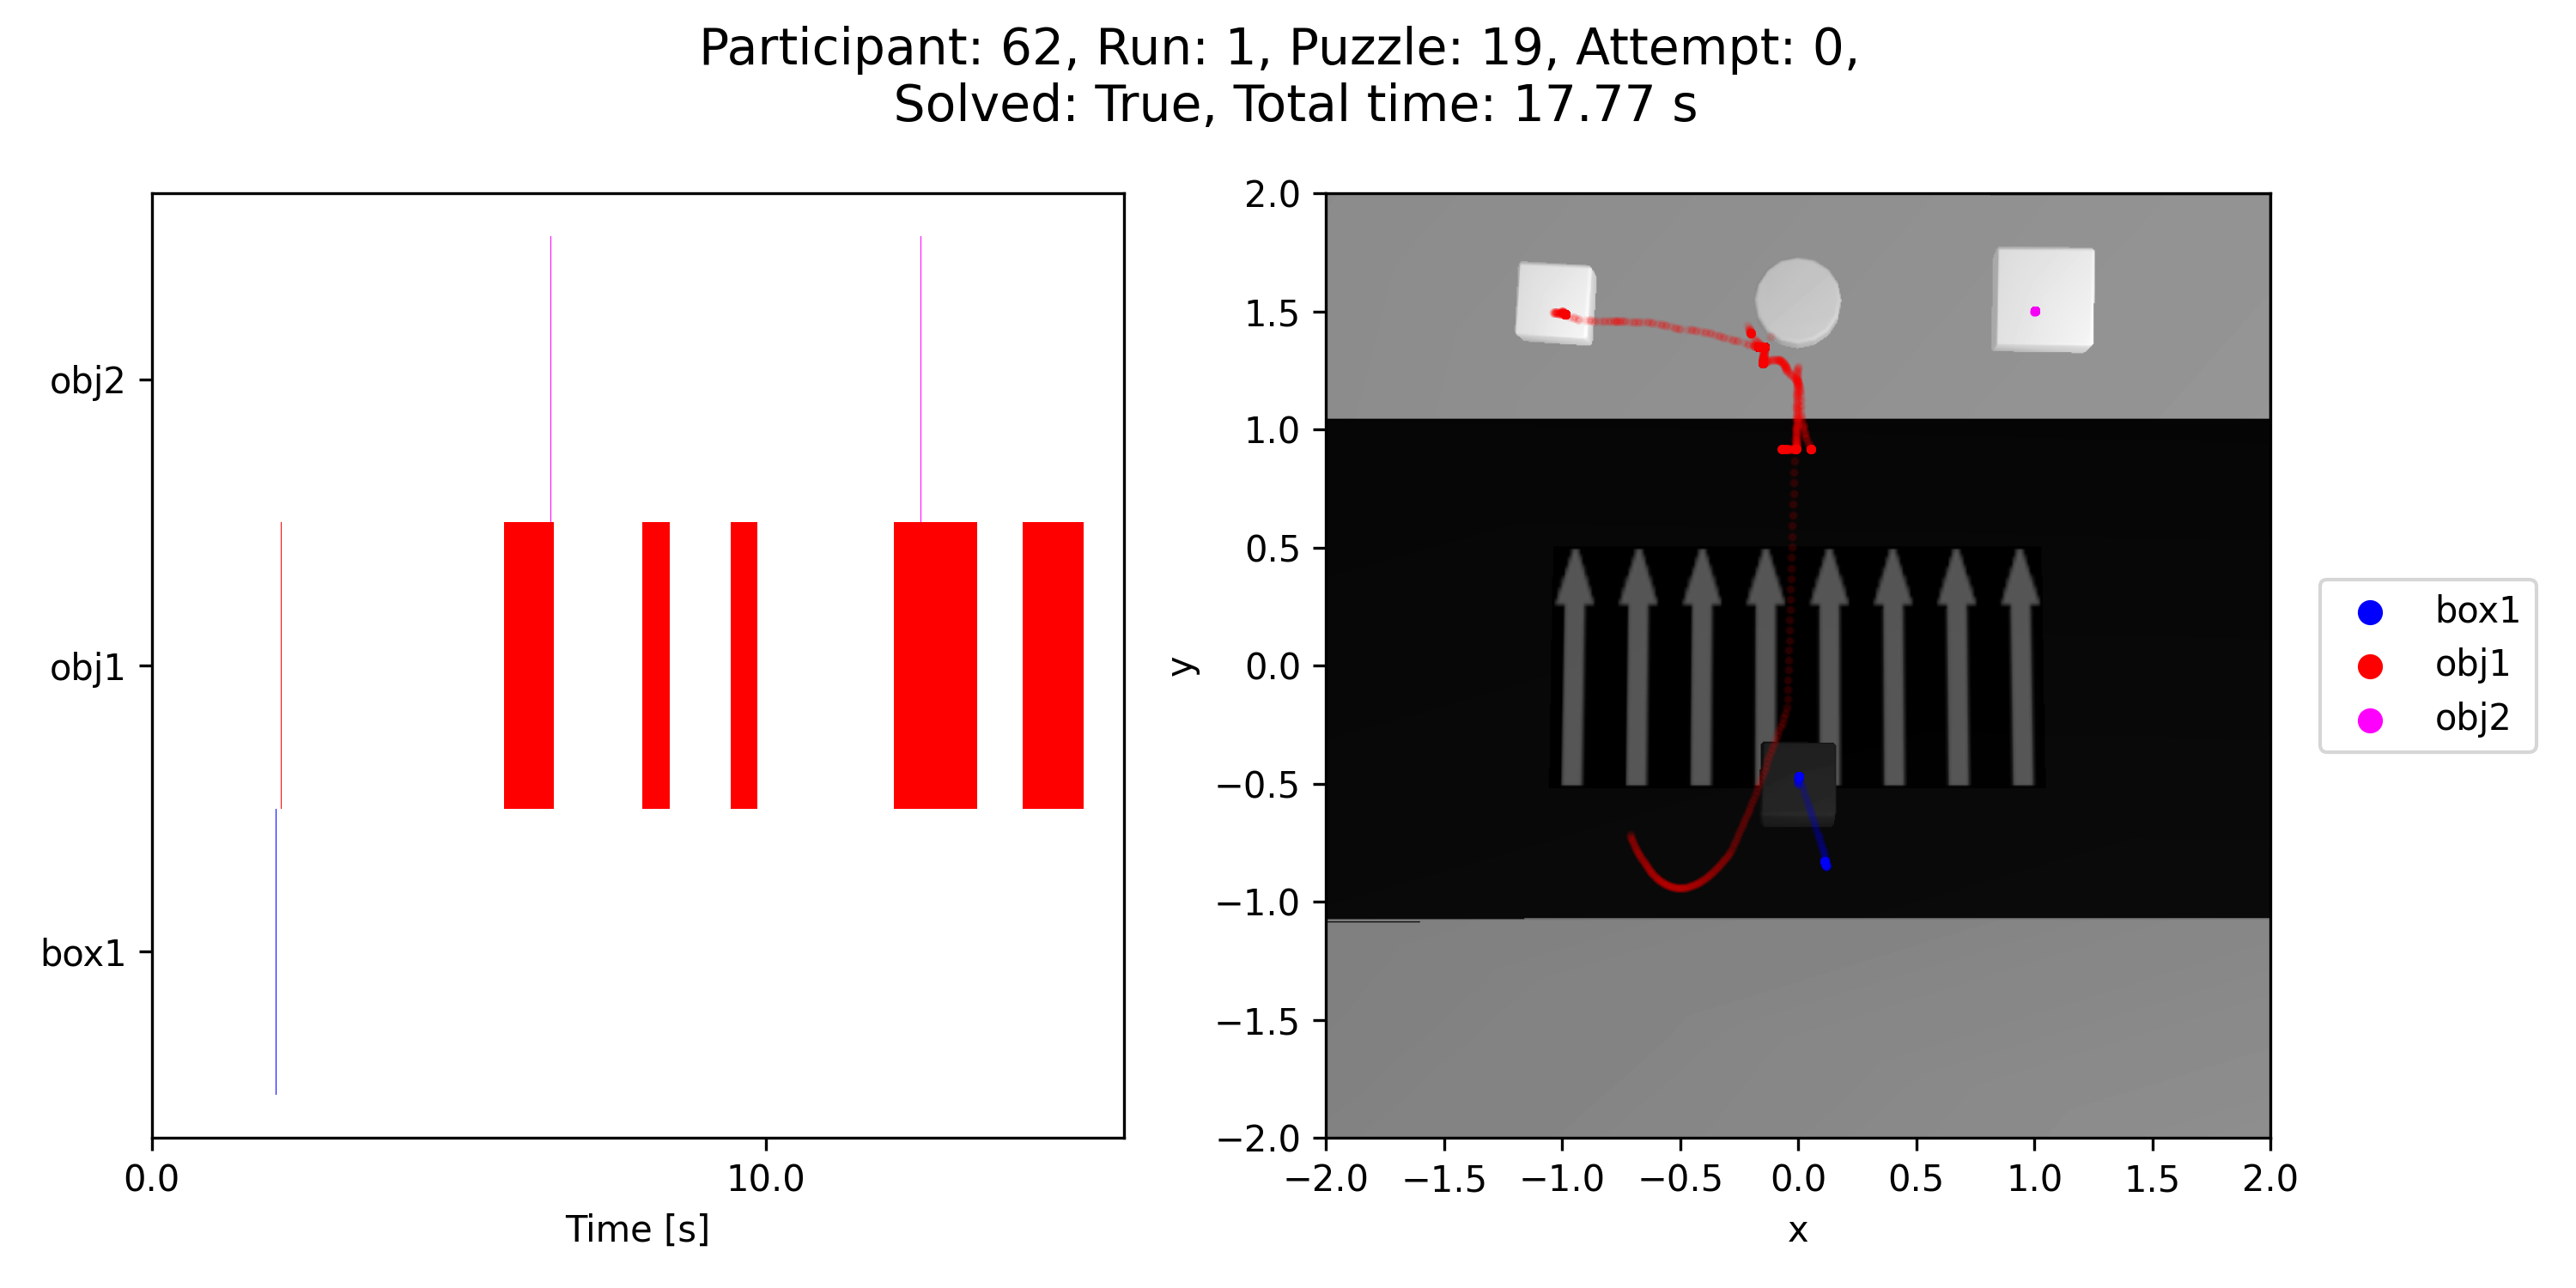 Participant: 62, Run: 1, Puzzle: 19, Attempt: 0,
Solved: True, Total time: 17.77 s
obj2
obj1
box1
0.0
10.0
Time [s]
2.0
1.5
1.0
0.5
0.0
−0.5
−1.0
−1.5
−2.0
y
−2.0 −1.5 −1.0 −0.5 0.0 0.5 1.0 1.5 2.0
x
box1
obj1
obj2